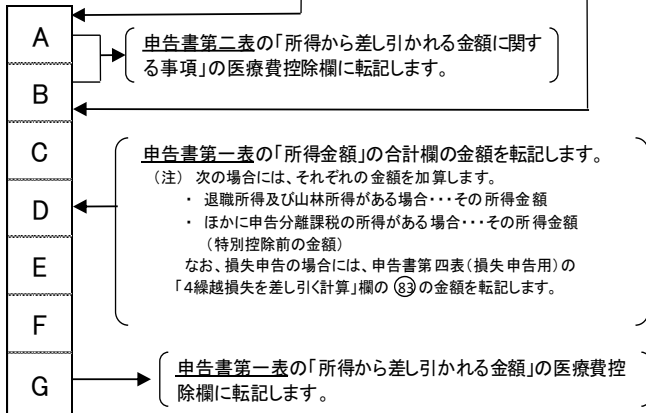 A
申告書第二表の「所得から差し引かれる金額に関す
る事項」の医療費控除欄に転記します。
B
C
申告書第一表の「所得金額」の合計欄の金額を転記します。
（注） 次の場合には、それぞれの金額を加算します。
・ 退職所得及び山林所得がある場合・・・その所得金額
D
・ ほかに申告分離課税の所得がある場合・・・その所得金額
（特別控除前の金額）
E
なお、損失申告の場合には、申告書第四表（損失申告用）の
「4繰越損失を差し引く計算」欄の㊈の金額を転記します。
F
申告書第一表の「所得から差し引かれる金額」の医療費控
G
除欄に転記します。